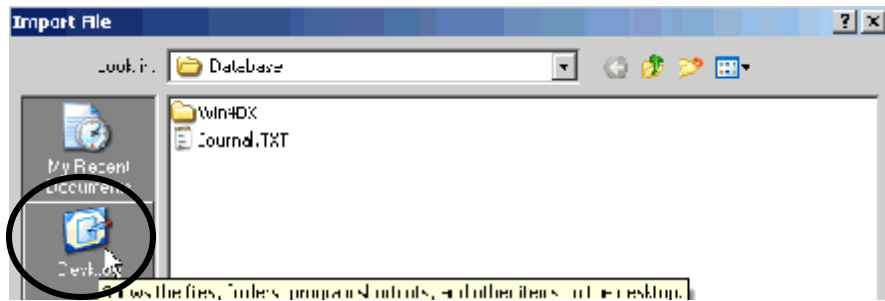 Import File
Look in:
Database
Win4DX
Journal.TXT
My Recent
Documents
Desktop
Shows the files, folders, program shortcuts, and other items on the desktop.